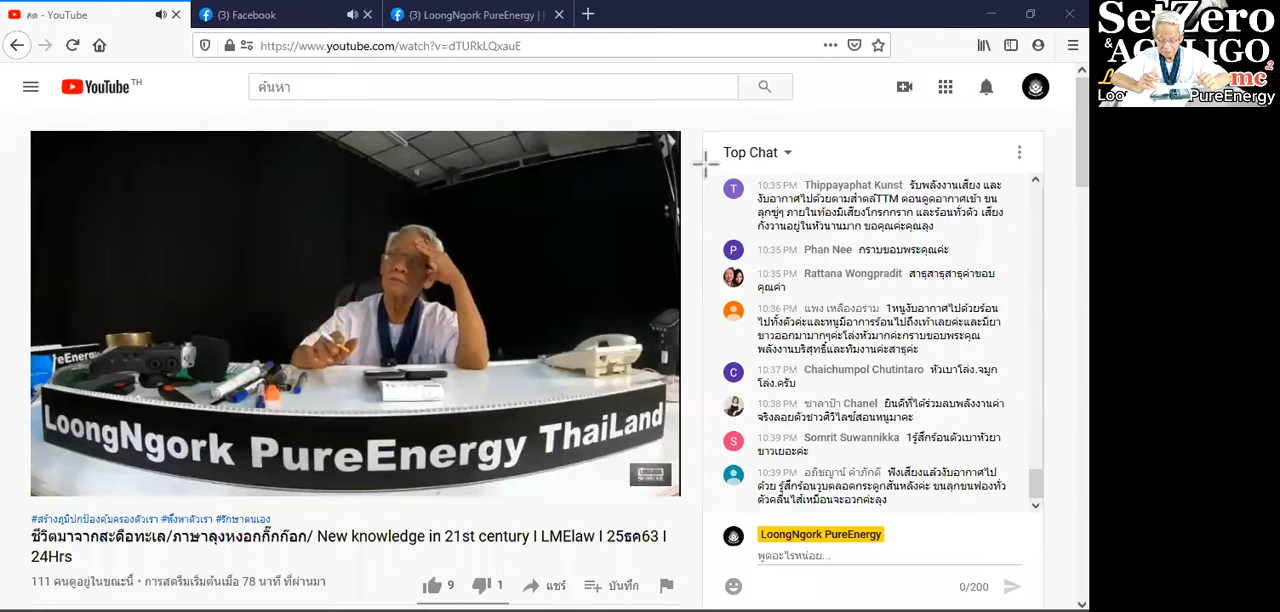 สด - YouTube
(3) Facebook
(3) LoongNgork PureEnergy |
https://www.youtube.com/watch?v=dTURkLQxauE
SetZero
&
PureEnergy
YouTube TH
ค้นหา
Top Chat
10:35 PM Thippayaphat Kunst รับพลังงานเสียง และ
งับอากาศไปด้วยตามสำดส์TTM ตอนดูดอากาศเข้า ขน
ลุกซู่ๆ ภายในท้องมีเสียงโกรกกราก และร้อนทั่วตัว เสียง
กังวานอยู่ในหัวนานมาก ขอบคุณค่ะคุณลุง
10:35 PM Phan Nee กราบขอบพระคุณค่ะ
10:35 PM Rattana Wongpradit สาธุสาธุสาธุค่าขอบ
คุณค่า
10:36 PM แพง เหลืองอร่าม 1หนูงับอากาศไปด้วยร้อน
ไปทั้งตัวค่ะและหนูมีอาการร้อนไปถึงเท้าเลยค่ะและมียา
ขาวออกมามากๆค่ะโล่งหัวมากค่ะกราบขอบพระคุณ
พลังงานบริสุทธิ์และทีมงานค่ะสาธุค่ะ
10:37 PM Chaichumpol Chutintaro หัวเบาโล่ง.จมูก
โล่ง.ครับ
10:38 PM ชาลาป้า Chanel ยินดีที่ได้ร่วมลบพลังงานค่า
จริงลอยตัวช่าวศิวิไลซ์สอนหนูมาคะ
10:39 PM Somrit Suwannikka 1รู้สึกร้อนตัวเบาหัวยา
ขาวเยอะค่ะ
10:39 PM อภิชญาน์ คำภักดี ฟังเสียงแล้วงับอากาศไป
ด้วย รู้สึกร้อนวูบตลอดกระดูกสันหลังค่ะ ขนลุกขนฟองทั่ว
ตัวคลื่นไส้เหมือนจะอวกค่ะลุง
LoongNgork PureEnergy
พูดอะไรหน่อย...
0/200
LoongNgork PureEnergy ThaiLand
#สร้างภูมิปกป้องคุ้มครองตัวเรา #พึ่งพาตัวเรา #รักษาตนเอง
ชีวิตมาจากสะดือทะเล/ภาษาลุงหงอกกิ๊กก๊อก/ New knowledge in 21st century I LMElaw I 25ธค63 I
24Hrs
111 คนดูอยู่ในขณะนี้ • การสตรีมเริ่มต้นเมื่อ 78 นาที ที่ผ่านมา
9
1
แชร์
บันทึก